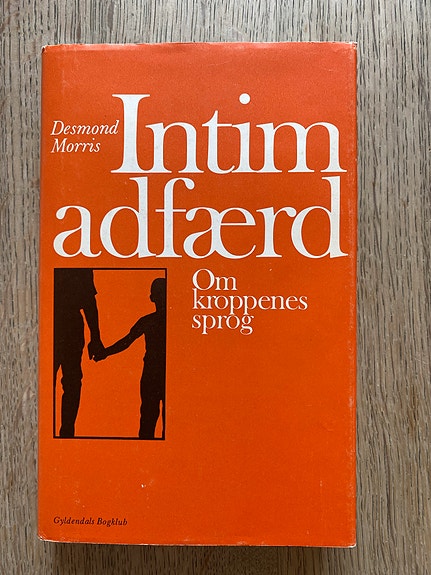 Desmond
Morris
Intim
adfærd
Om
kroppenes
sprog
Gyldendals Bogklub